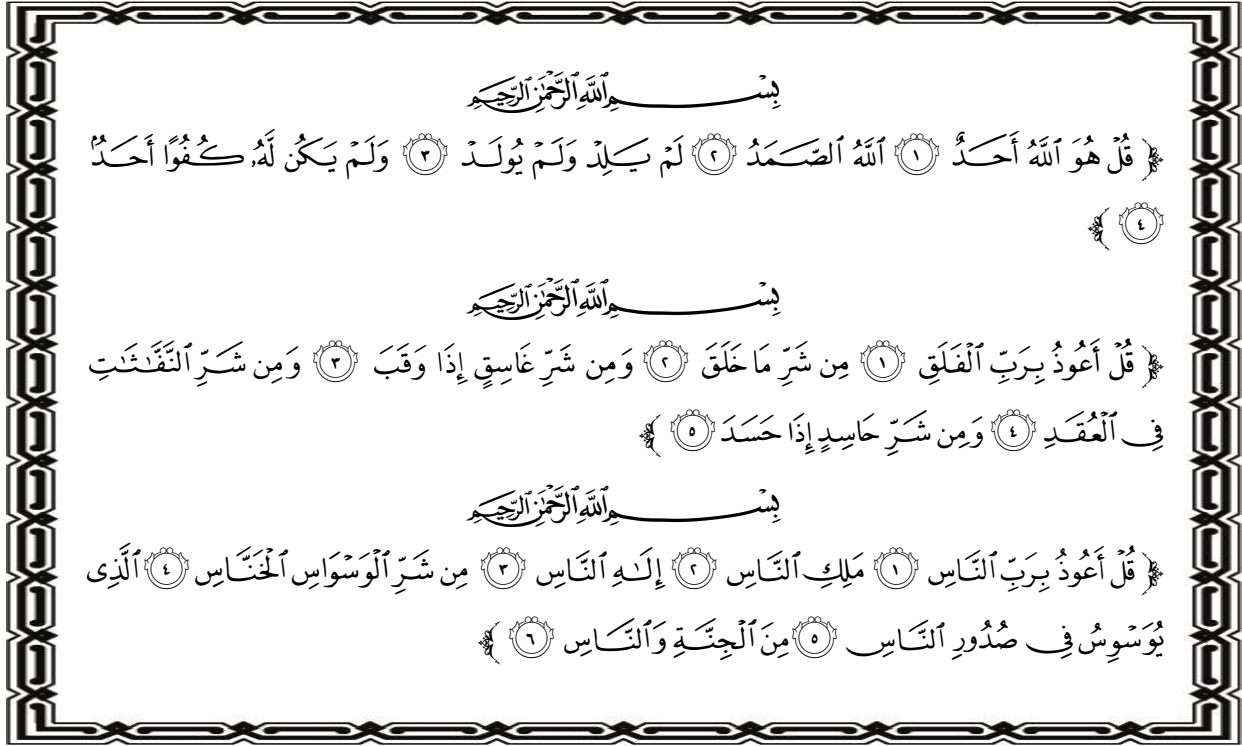 بِسْمِ ٱللَّهِ ٱلرَّحْمَٰنِ ٱلرَّحِيمِ
﴿ قُلْ هُوَ ٱللَّهُ أَحَدٌ ١ ٱللَّهُ ٱلصَّمَدُ ٢ لَمْ يَلِدْ وَلَمْ يُولَدْ ٣ وَلَمْ يَكُن لَّهُۥ كُفُوًا أَحَدٌۢ
٤ ﴾
بِسْمِ ٱللَّهِ ٱلرَّحْمَٰنِ ٱلرَّحِيمِ
﴿ قُلْ أَعُوذُ بِرَبِّ ٱلْفَلَقِ ١ مِن شَرِّ مَا خَلَقَ ٢ وَمِن شَرِّ غَاسِقٍ إِذَا وَقَبَ ٣ وَمِن شَرِّ ٱلنَّفَّٰثَٰتِ
فِى ٱلْعُقَدِ ٤ وَمِن شَرِّ حَاسِدٍ إِذَا حَسَدَ ٥ ﴾
بِسْمِ ٱللَّهِ ٱلرَّحْمَٰنِ ٱلرَّحِيمِ
﴿ قُلْ أَعُوذُ بِرَبِّ ٱلنَّاسِ ١ مَلِكِ ٱلنَّاسِ ٢ إِلَٰهِ ٱلنَّاسِ ٣ مِن شَرِّ ٱلْوَسْوَاسِ ٱلْخَنَّاسِ ٤ ٱلَّذِى
يُوَسْوِسُ فِى صُدُورِ ٱلنَّاسِ ٥ مِنَ ٱلْجِنَّةِ وَٱلنَّاسِ ٦ ﴾